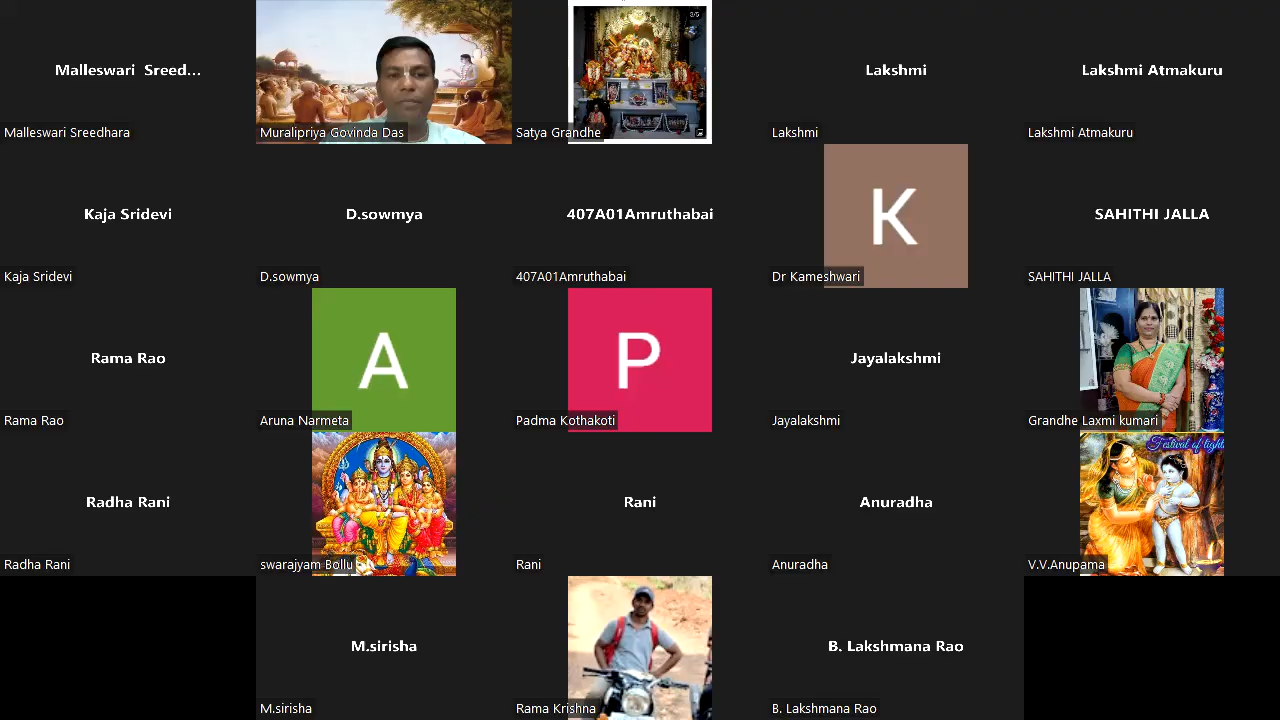 Malleswari Sreed...
Malleswari Sreedhara
Muralipriya Govinda Das
3/5
Satya Grandhe
Lakshmi
Lakshmi
Lakshmi Atmakuru
Lakshmi Atmakuru
Kaja Sridevi
Kaja Sridevi
D.sowmya
D.sowmya
407A01Amruthabai
407A01Amruthabai
K
Dr Kameshwari
SAHITHI JALLA
SAHITHI JALLA
Rama Rao
Rama Rao
A
Aruna Narmeta
P
Padma Kothakoti
Jayalakshmi
Jayalakshmi
Grandhe Laxmi kumari
Radha Rani
Radha Rani
swarajyam Bollu
Rani
Rani
Anuradha
Anuradha
Festival of light
V.V.Anupama
M.sirisha
M.sirisha
Rama Krishna
B. Lakshmana Rao
B. Lakshmana Rao